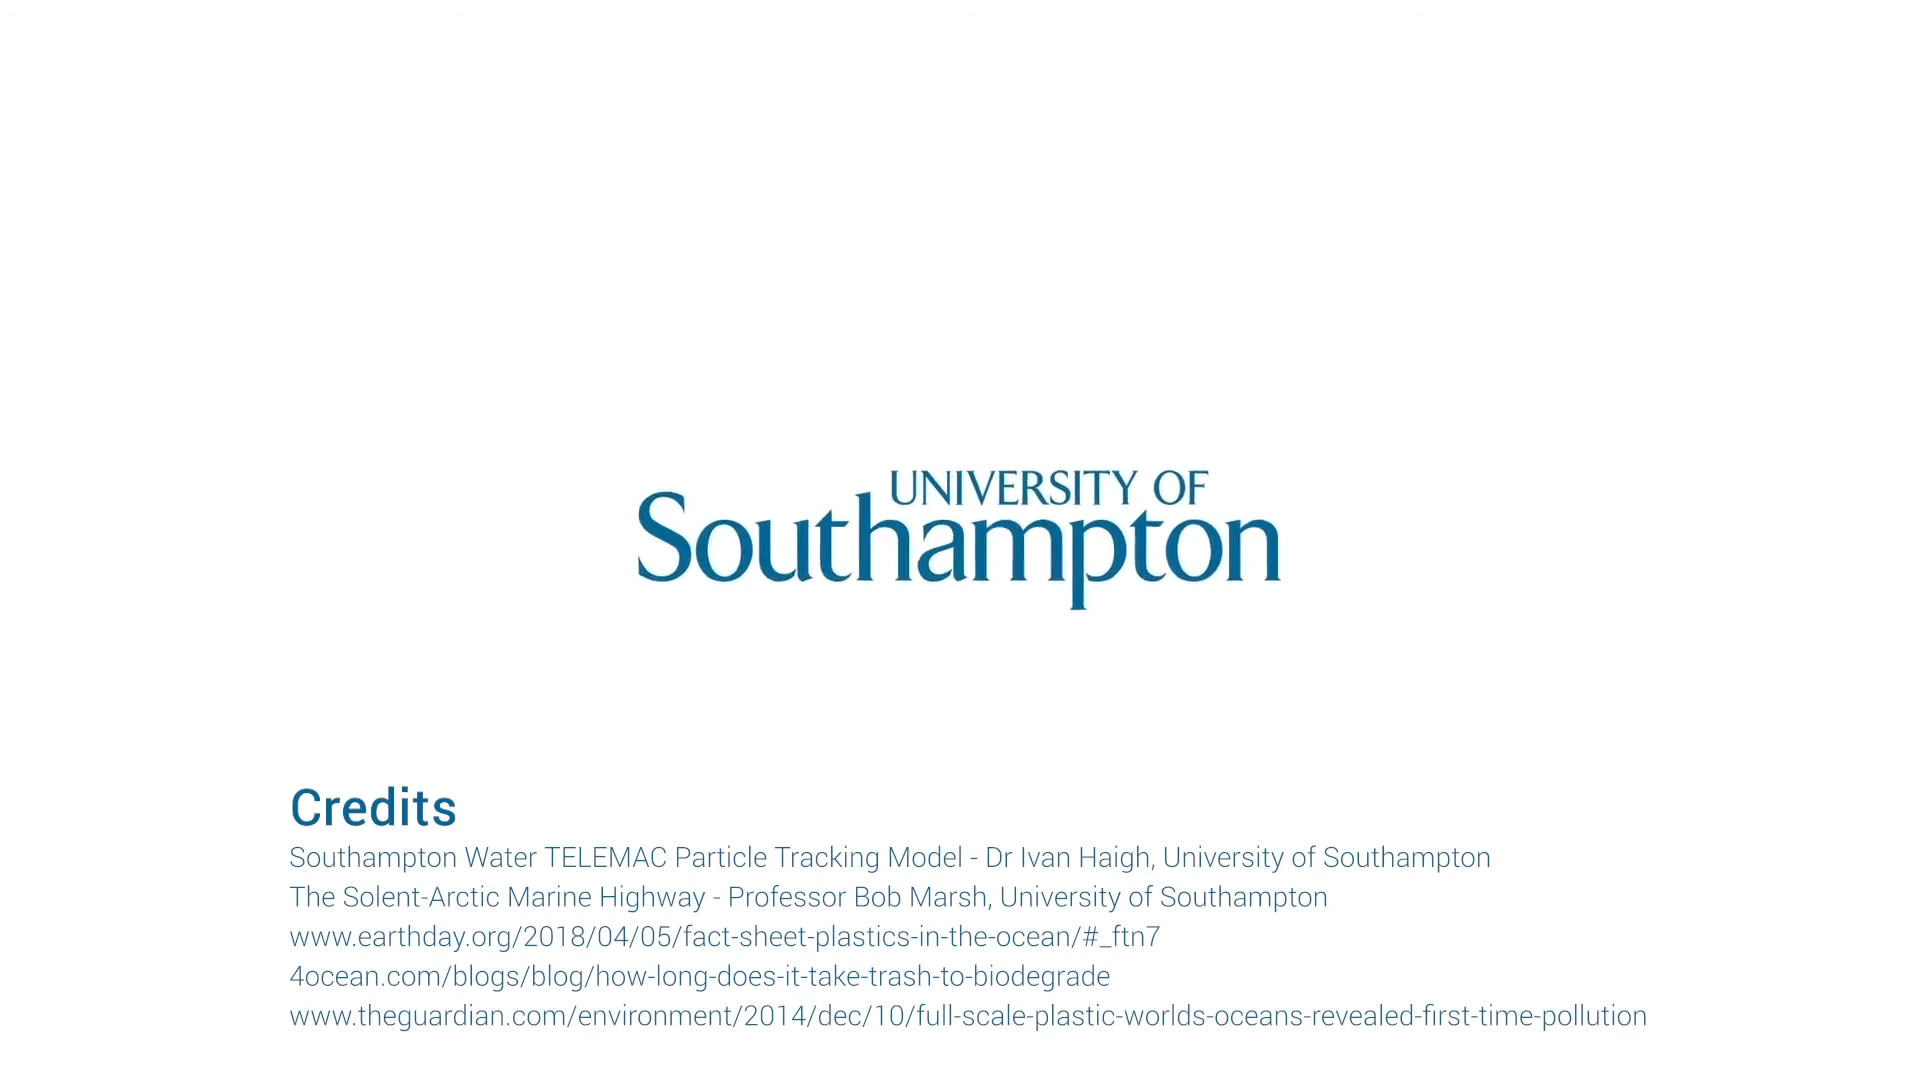 UNIVERSITY OF
Southampton
Credits
Southampton Water TELEMAC Particle Tracking Model - Dr Ivan Haigh, University of Southampton
The Solent-Arctic Marine Highway - Professor Bob Marsh, University of Southampton
www.earthday.org/2018/04/05/fact-sheet-plastics-in-the-ocean/#_ftn7
4ocean.com/blogs/blog/how-long-does-it-take-trash-to-biodegrade
www.theguardian.com/environment/2014/dec/10/full-scale-plastic-worlds-oceans-revealed-first-time-pollution